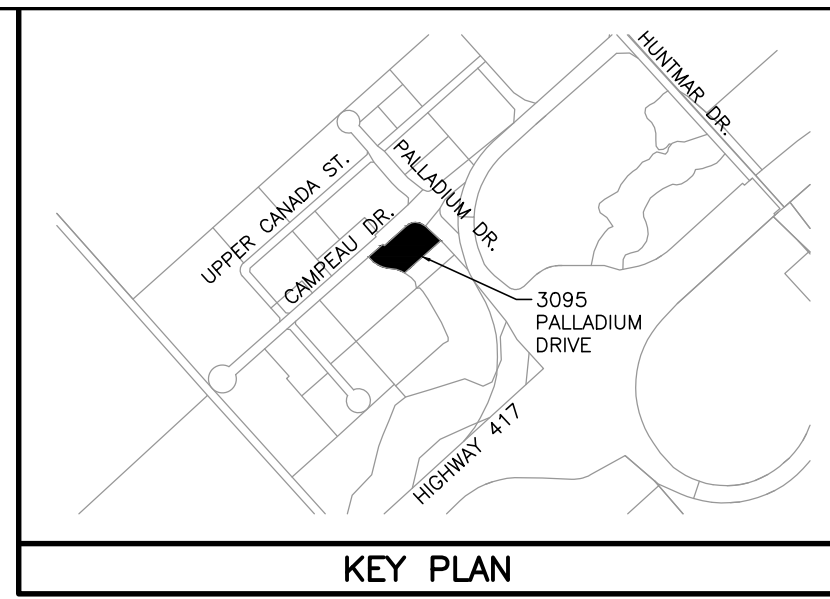 HUNTMAR DR.
PALLADIUM DR.
UPPER CANADA ST.
CAMPEAU DR.
3095
PALLADIUM
DRIVE
HIGHWAY 417
KEY PLAN